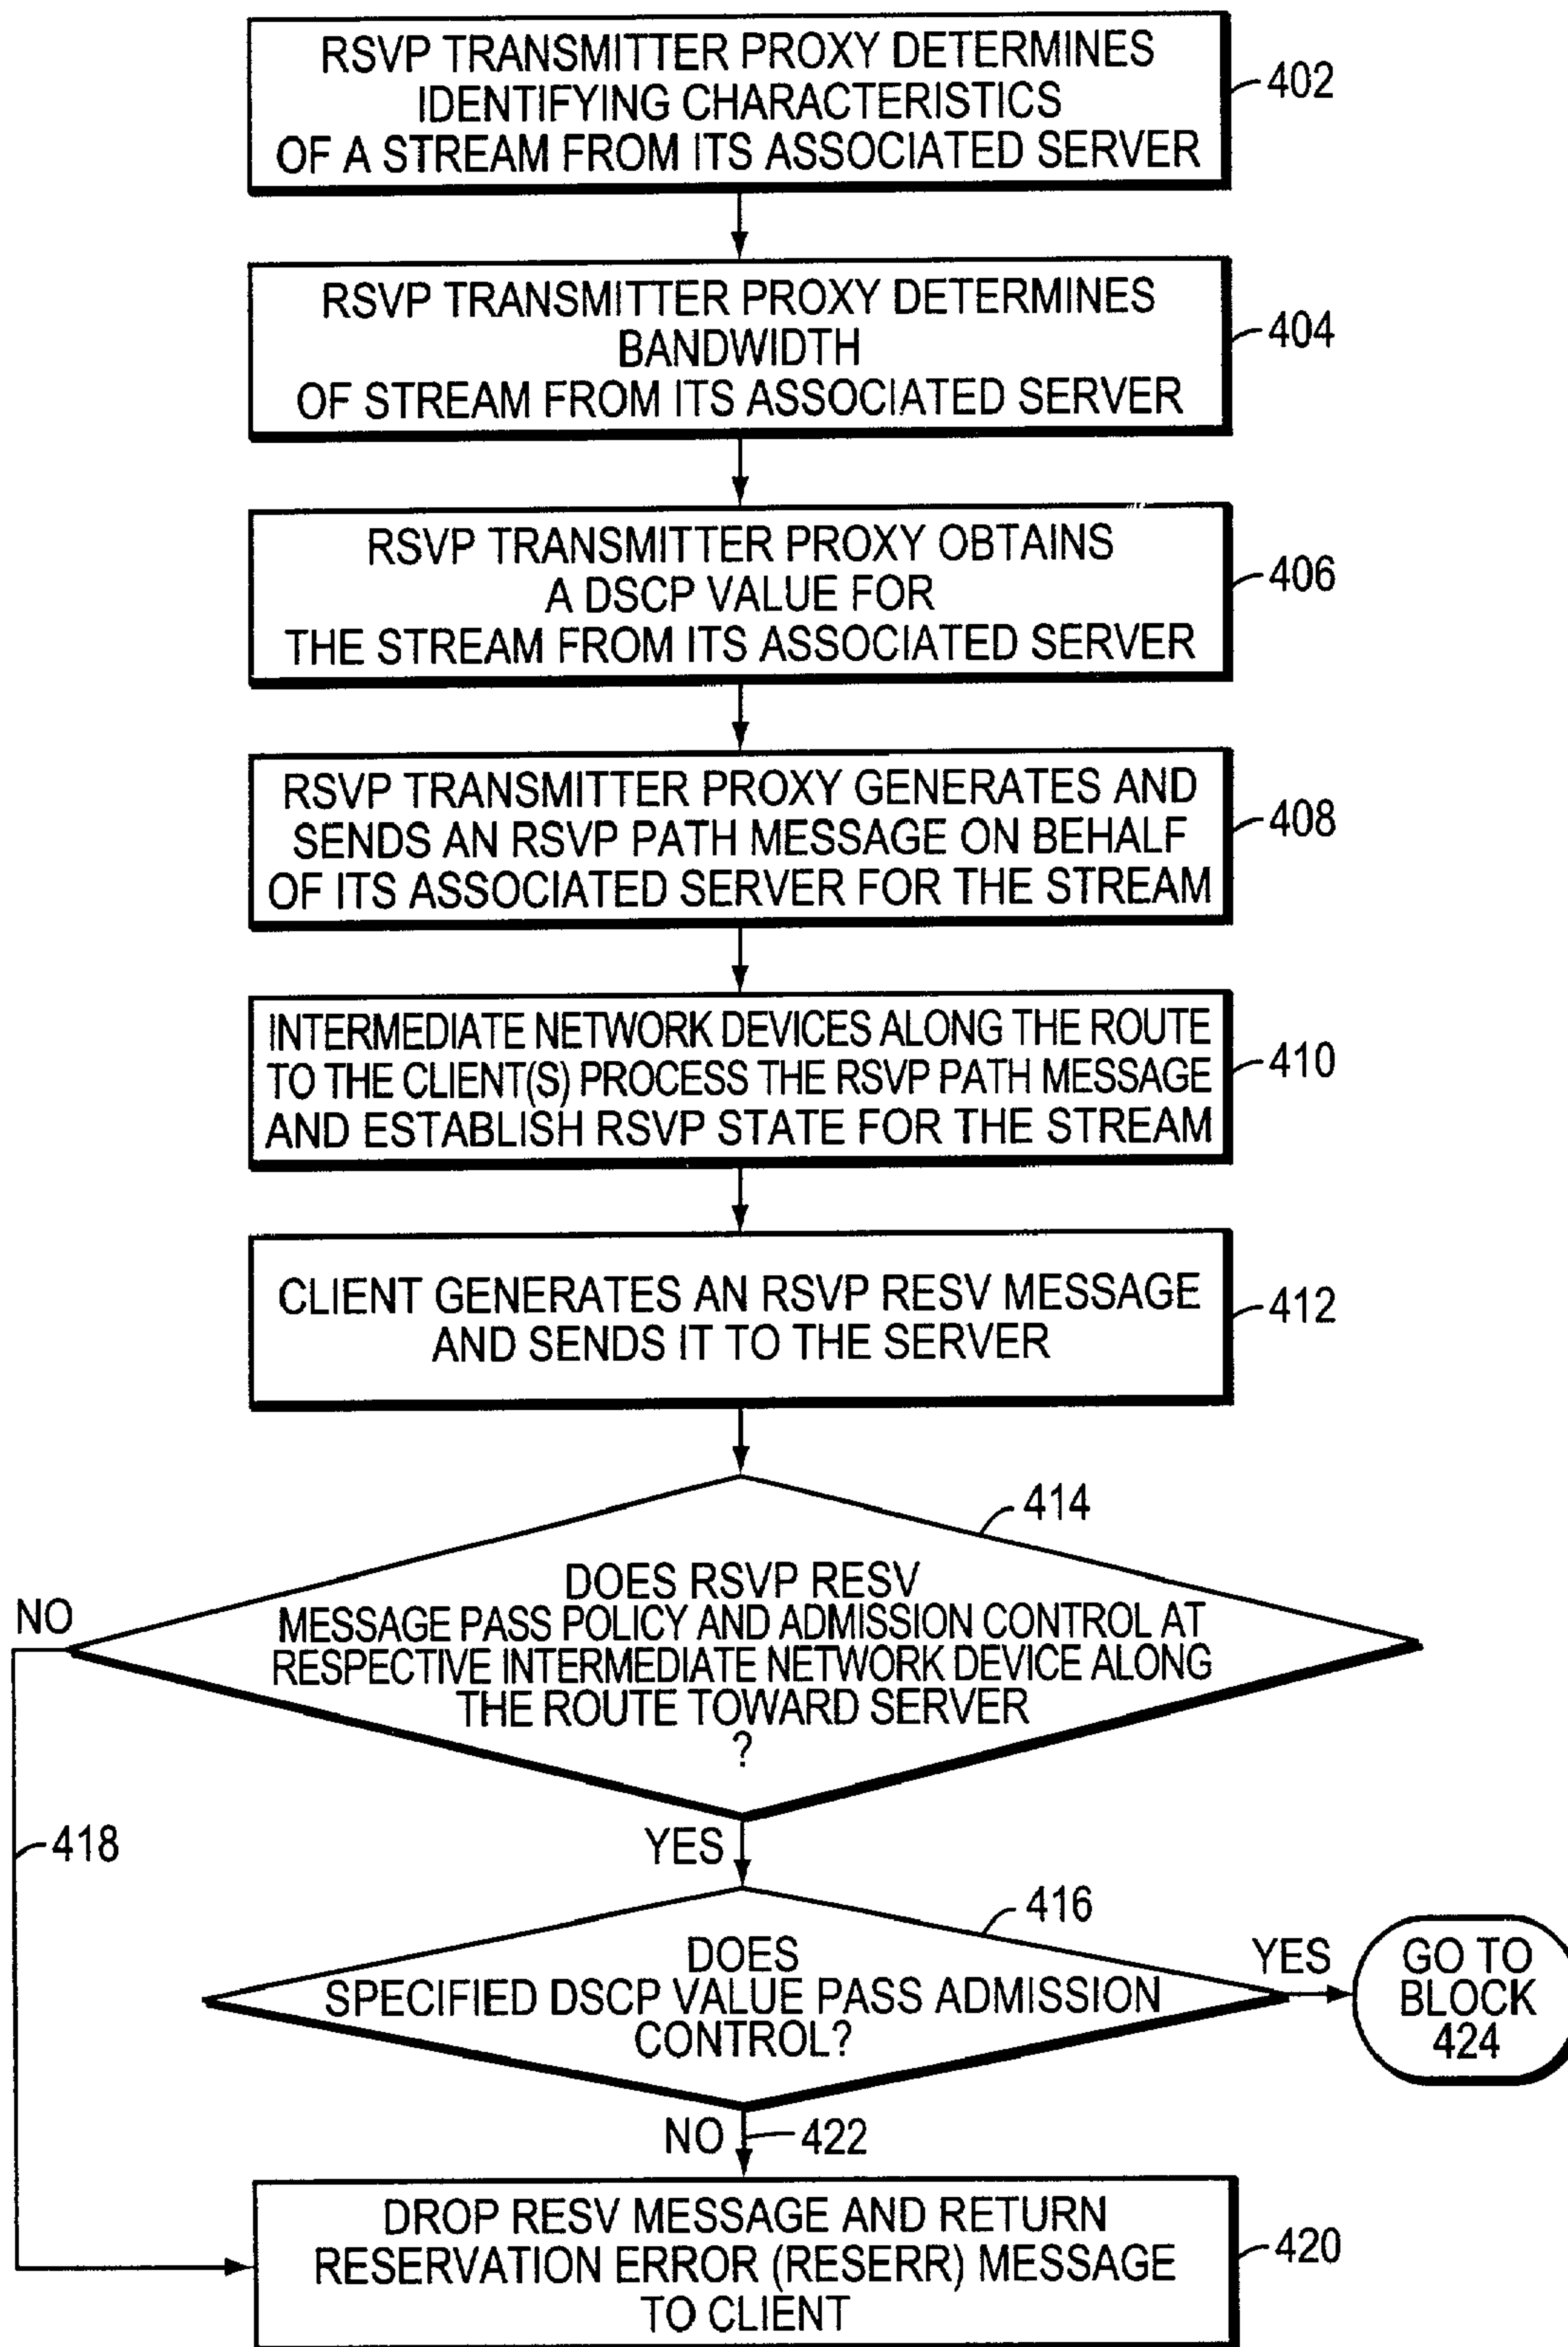 RSVP TRANSMITTER PROXY DETERMINES
IDENTIFYING CHARACTERISTICS
OF A STREAM FROM ITS ASSOCIATED SERVER
402
RSVP TRANSMITTER PROXY DETERMINES
BANDWIDTH
OF STREAM FROM ITS ASSOCIATED SERVER
404
RSVP TRANSMITTER PROXY OBTAINS
A DSCP VALUE FOR
THE STREAM FROM ITS ASSOCIATED SERVER
406
RSVP TRANSMITTER PROXY GENERATES AND
SENDS AN RSVP PATH MESSAGE ON BEHALF
OF ITS ASSOCIATED SERVER FOR THE STREAM
408
INTERMEDIATE NETWORK DEVICES ALONG THE ROUTE
TO THE CLIENT(S) PROCESS THE RSVP PATH MESSAGE
AND ESTABLISH RSVP STATE FOR THE STREAM
410
CLIENT GENERATES AN RSVP RESV MESSAGE
AND SENDS IT TO THE SERVER
412
414
DOES RSVP RESV
MESSAGE PASS POLICY AND ADMISSION CONTROL AT
RESPECTIVE INTERMEDIATE NETWORK DEVICE ALONG
THE ROUTE TOWARD SERVER
?
NO
418
YES
416
DOES
SPECIFIED DSCP VALUE PASS ADMISSION
CONTROL?
YES
GO TO
BLOCK
424
NO
422
DROP RESV MESSAGE AND RETURN
RESERVATION ERROR (RESERR) MESSAGE
TO CLIENT
420